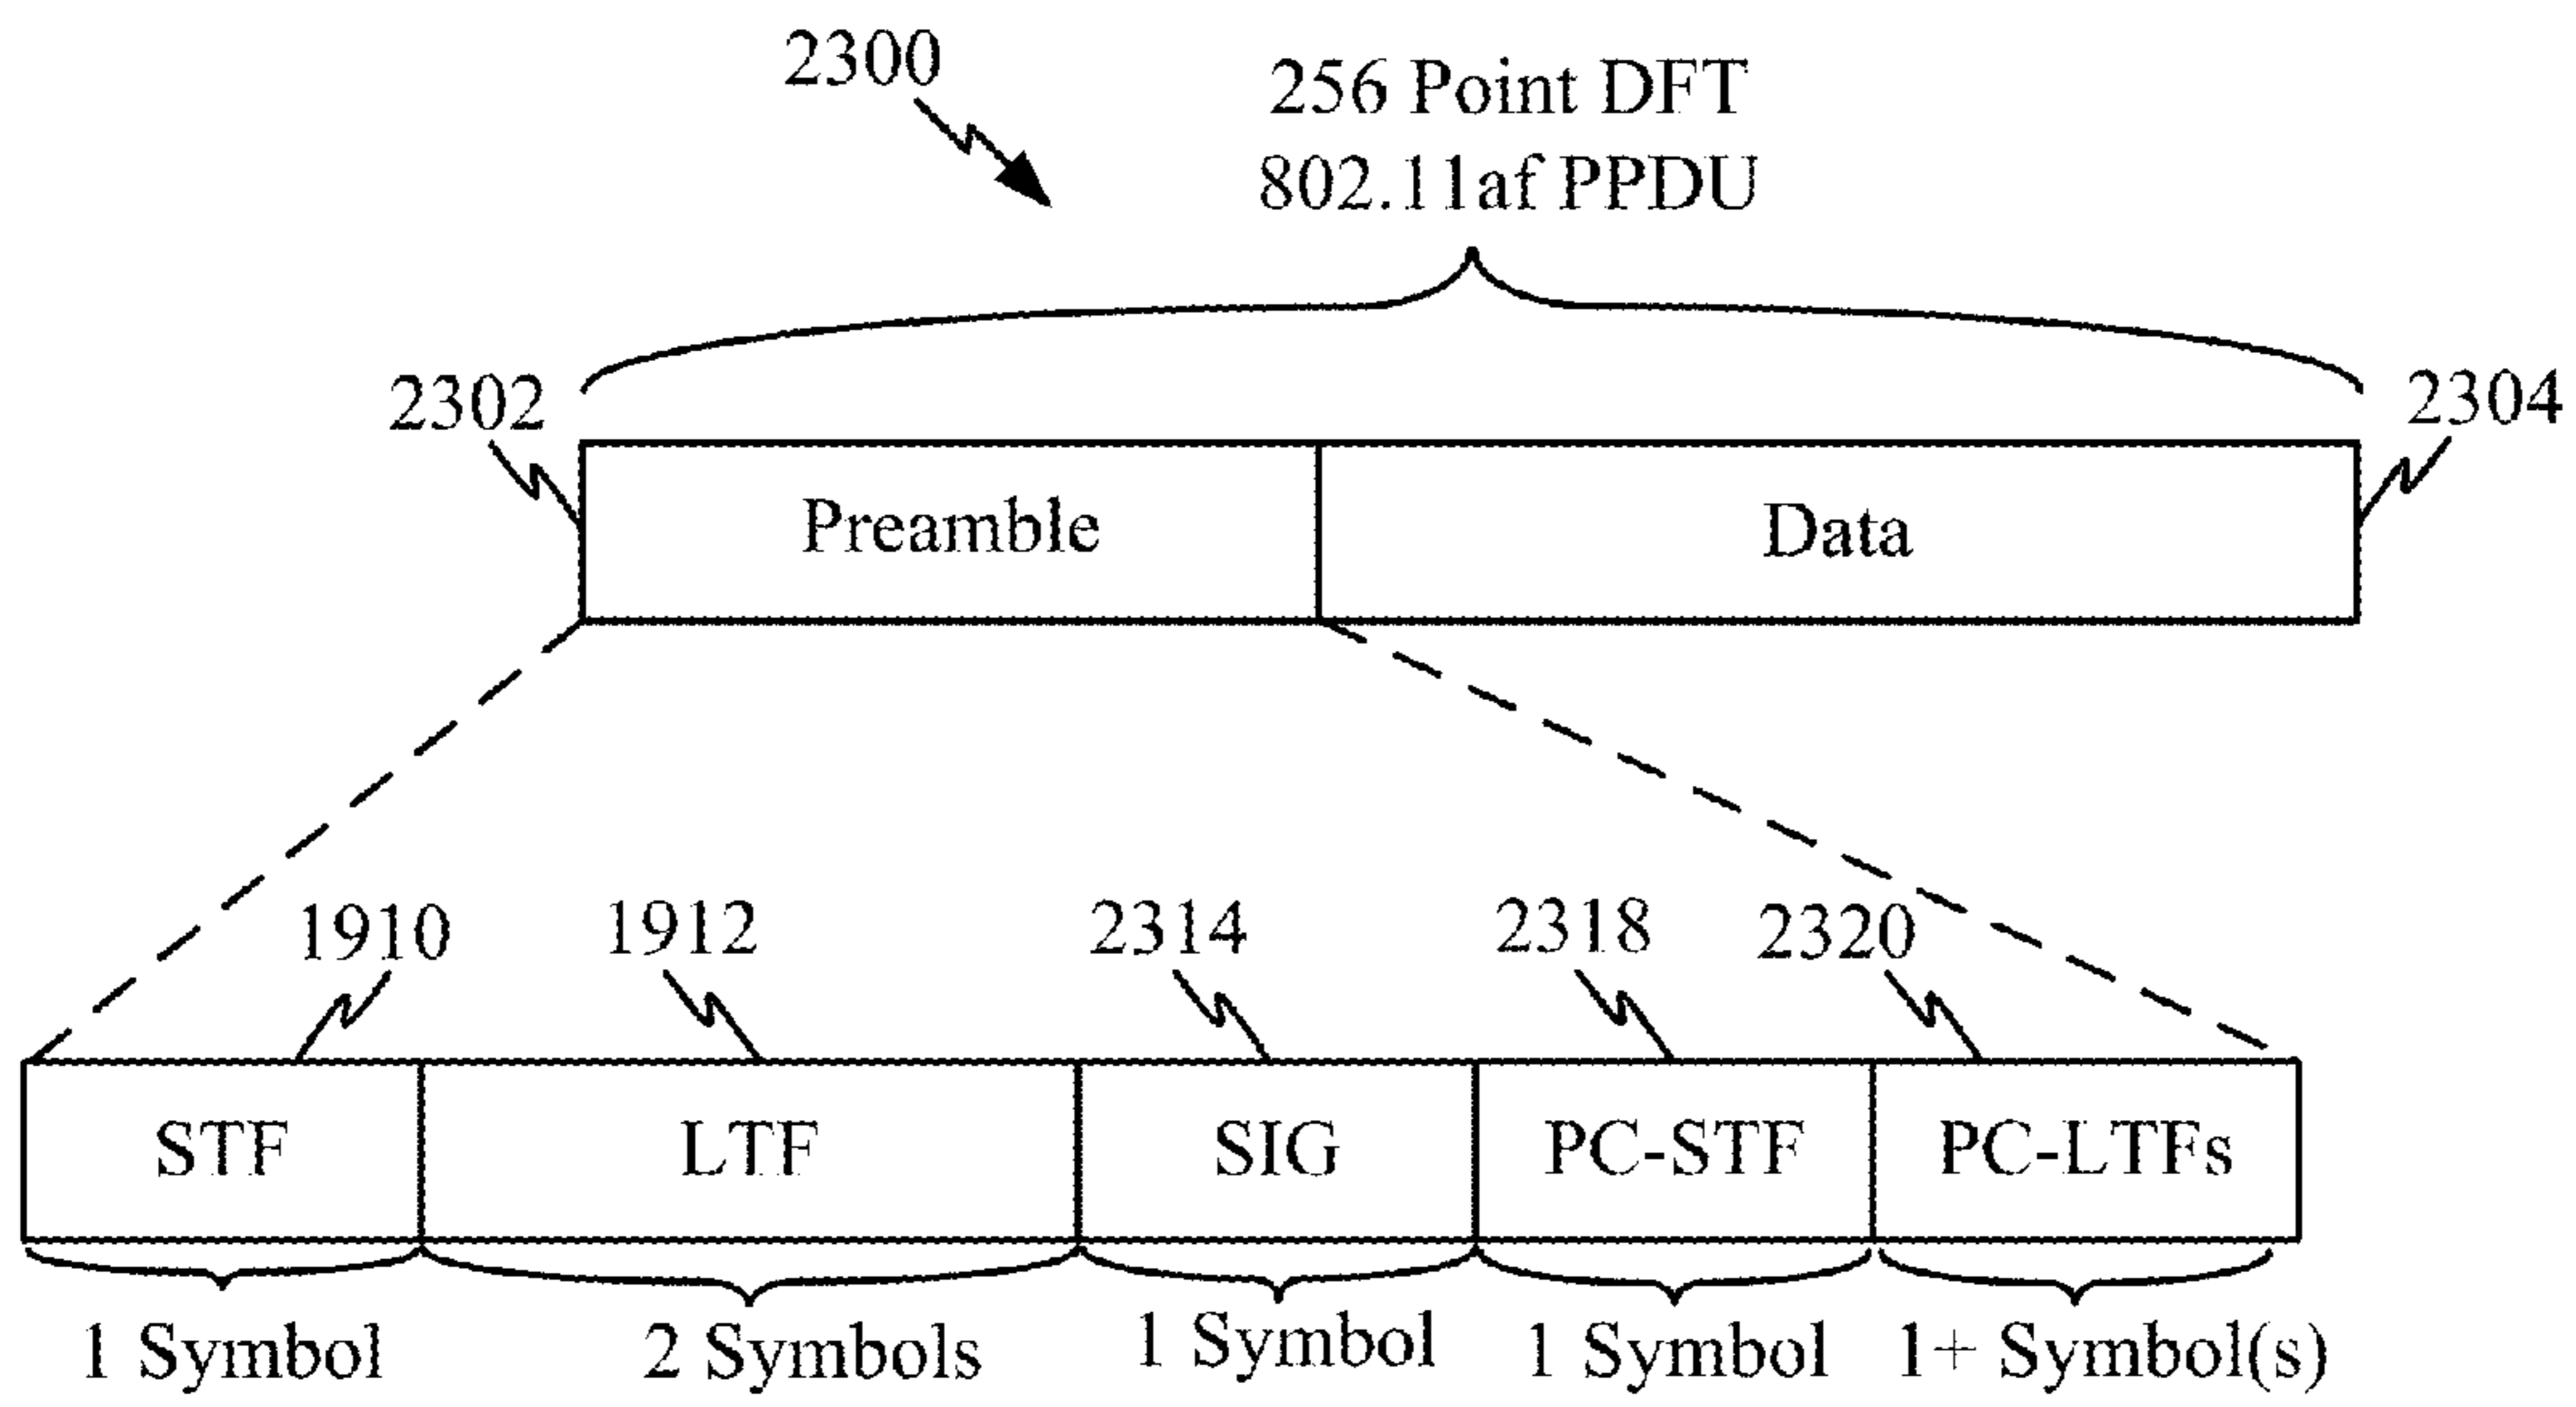 2300
256 Point DFT
802.11af PPDU
2302
2304
Preamble
Data
1910
1912
2314
2318
2320
STF
LTF
SIG
PC-STF
PC-LTFs
1 Symbol
2 Symbols
1 Symbol
1 Symbol
1+ Symbol(s)